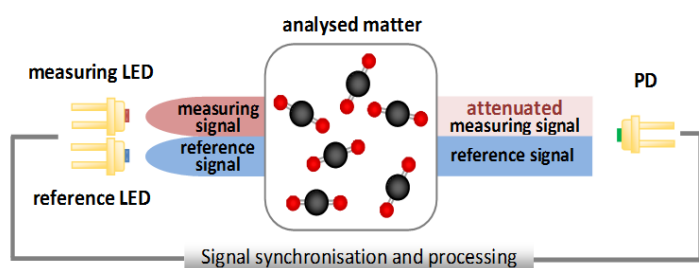 analysed matter
measuring LED
PD
measuring
signal
attenuated
measuring signal
reference
signal
reference signal
reference LED
Signal synchronisation and processing